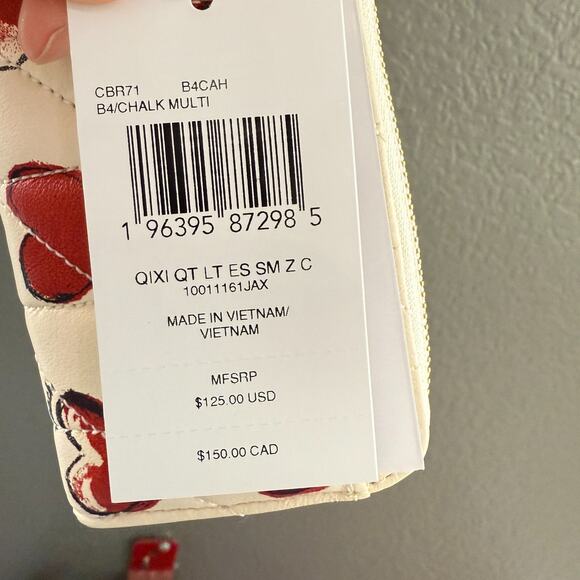 CBR71 B4CAH
B4/CHALK MULTI
1 96395 87298 5
QIXI QT LT ES SM Z C
10011161JAX
MADE IN VIETNAM/
VIETNAM
MFSRP
$125.00 USD
$150.00 CAD